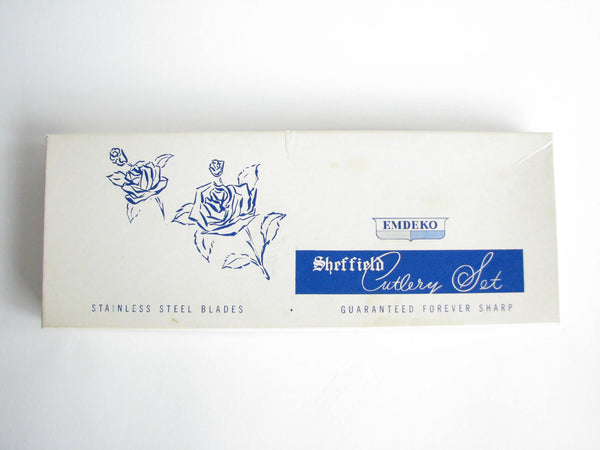 EMDEKO
Sheffield Cutlery Set
STAINLESS STEEL BLADES • GUARANTEED FOREVER SHARP